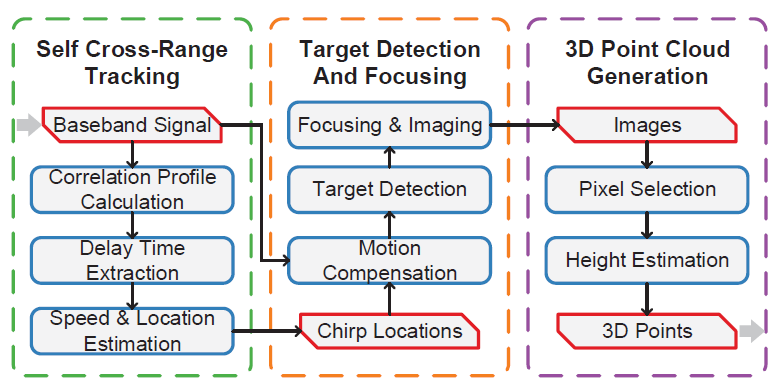 Self Cross-Range
Tracking
Baseband Signal
Correlation Profile
Calculation
Delay Time
Extraction
Speed & Location
Estimation
Target Detection
And Focusing
Focusing & Imaging
Target Detection
Motion
Compensation
Chirp Locations
3D Point Cloud
Generation
Images
Pixel Selection
Height Estimation
3D Points